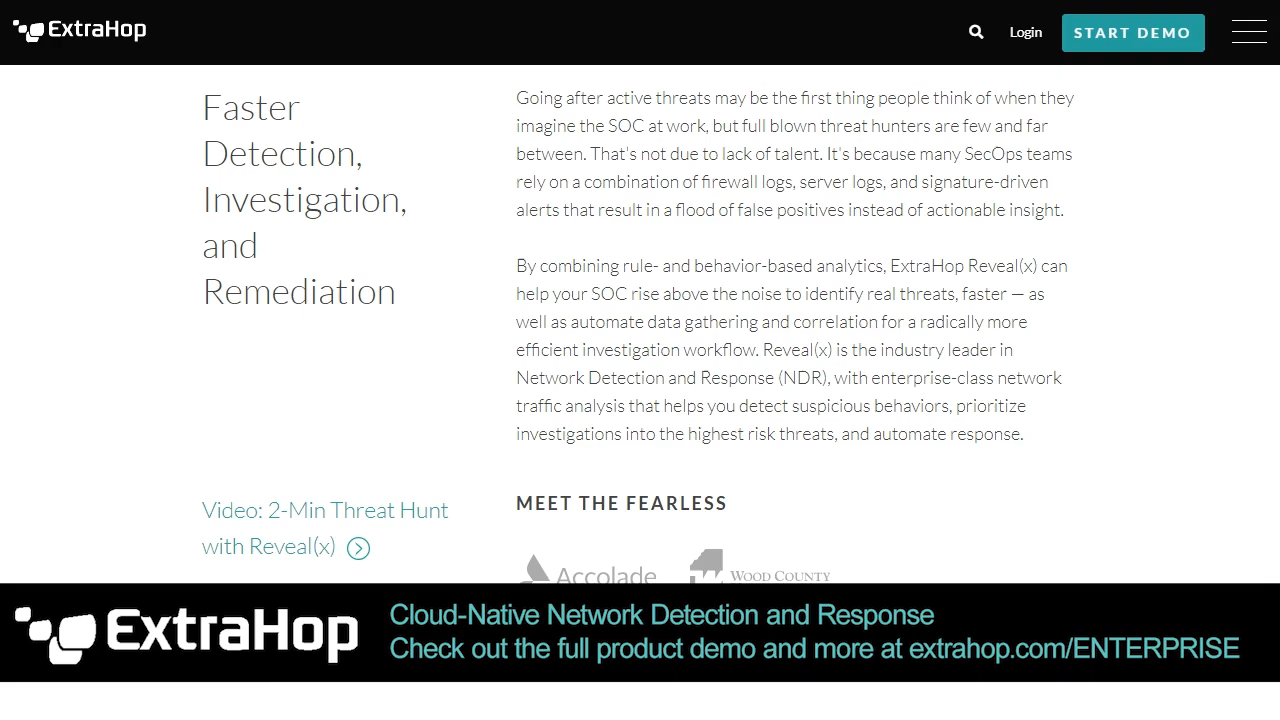 ExtraHop
Login
START DEMO
Faster
Detection,
Investigation,
and
Remediation
Going after active threats may be the first thing people think of when they
imagine the SOC at work, but full blown threat hunters are few and far
between. That's not due to lack of talent. It's because many SecOps teams
rely on a combination of firewall logs, server logs, and signature-driven
alerts that result in a flood of false positives instead of actionable insight.
By combining rule- and behavior-based analytics, ExtraHop Reveal(x) can
help your SOC rise above the noise to identify real threats, faster — as
well as automate data gathering and correlation for a radically more
efficient investigation workflow. Reveal(x) is the industry leader in
Network Detection and Response (NDR), with enterprise-class network
traffic analysis that helps you detect suspicious behaviors, prioritize
investigations into the highest risk threats, and automate response.
Video: 2-Min Threat Hunt
with Reveal(x)
MEET THE FEARLESS
Accolade
WOOD COUNTY
ExtraHop
Cloud-Native Network Detection and Response
Check out the full product demo and more at extrahop.com/ENTERPRISE